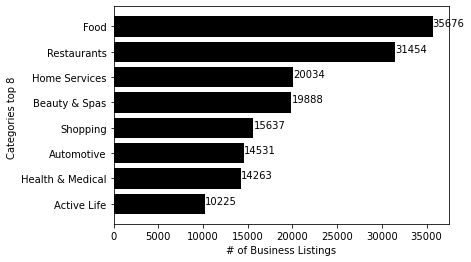 Food 35676
Restaurants 31454
Home Services 20034
Beauty & Spas 19888
Shopping 15637
Automotive 14531
Health & Medical 14263
Active Life 10225
Categories top 8
0 5000 10000 15000 20000 25000 30000 35000
# of Business Listings